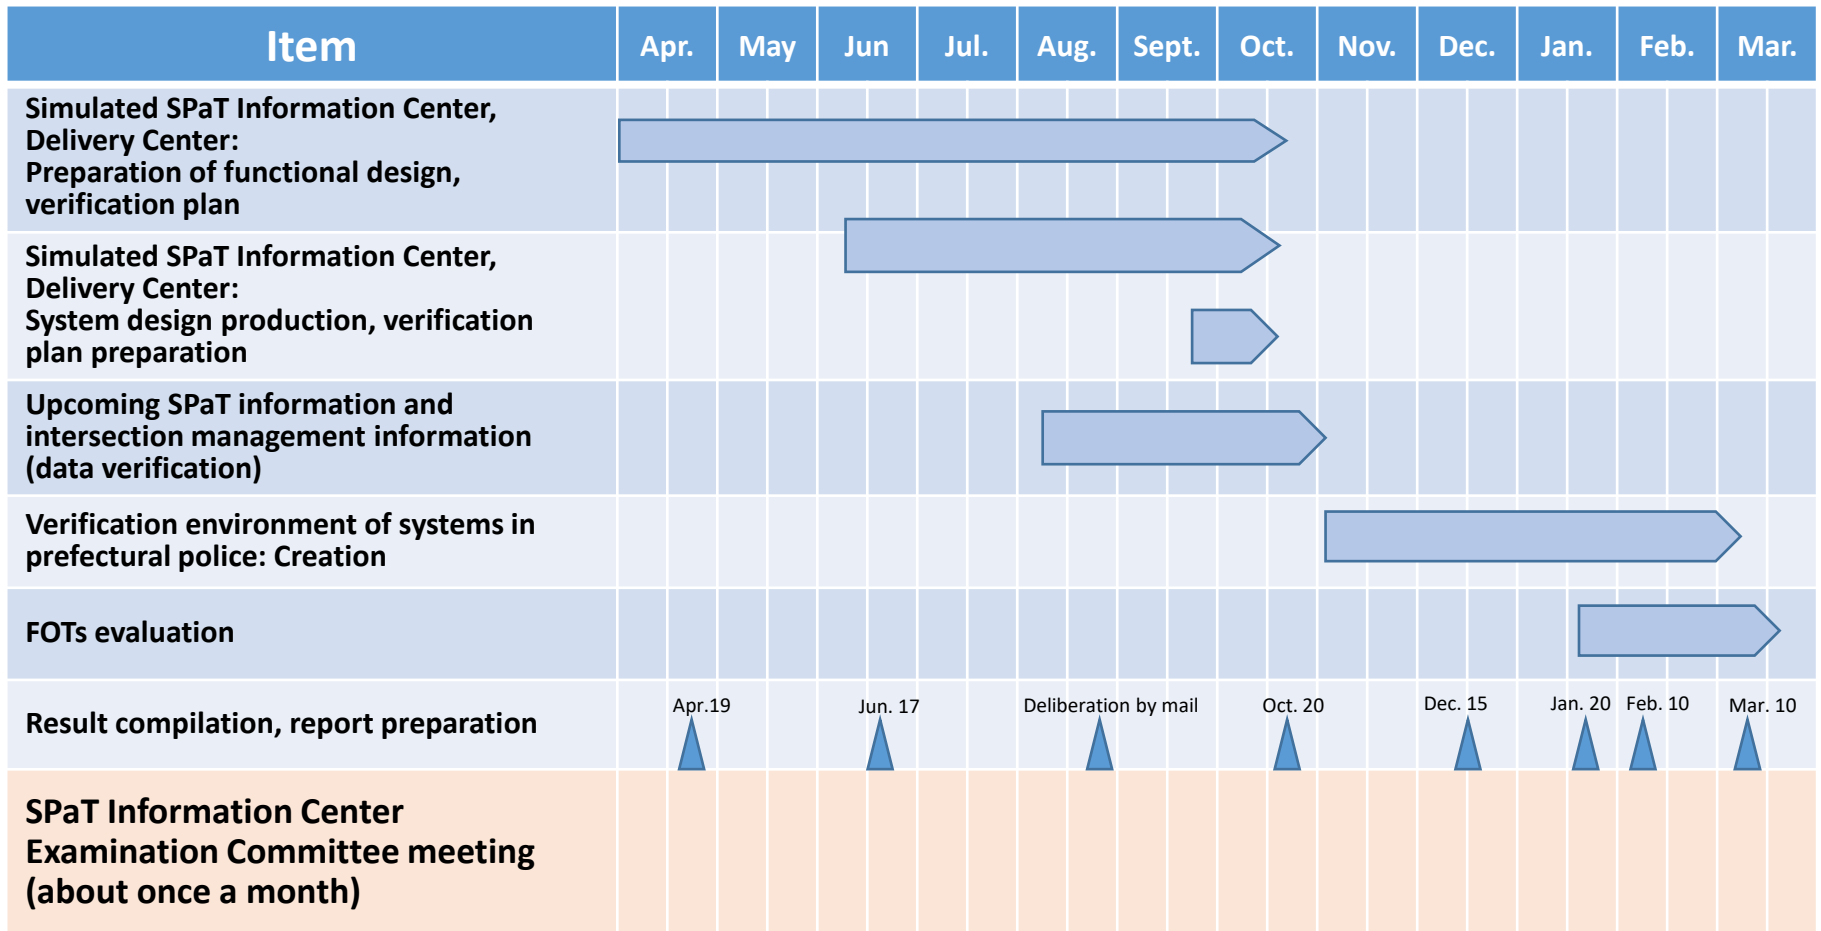 Item
Apr.
May
Jun
Jul.
Aug.
Sept.
Oct.
Nov.
Dec.
Jan.
Feb.
Mar.
Simulated SPaT Information Center,
Delivery Center:
Preparation of functional design,
verification plan
Simulated SPaT Information Center,
Delivery Center:
System design production, verification
plan preparation
Upcoming SPaT information and
intersection management information
(data verification)
Verification environment of systems in
prefectural police: Creation
FOTs evaluation
Result compilation, report preparation
Apr.19
Jun. 17
Deliberation by mail
Oct. 20
Dec. 15
Jan. 20
Feb. 10
Mar. 10
SPaT Information Center
Examination Committee meeting
(about once a month)